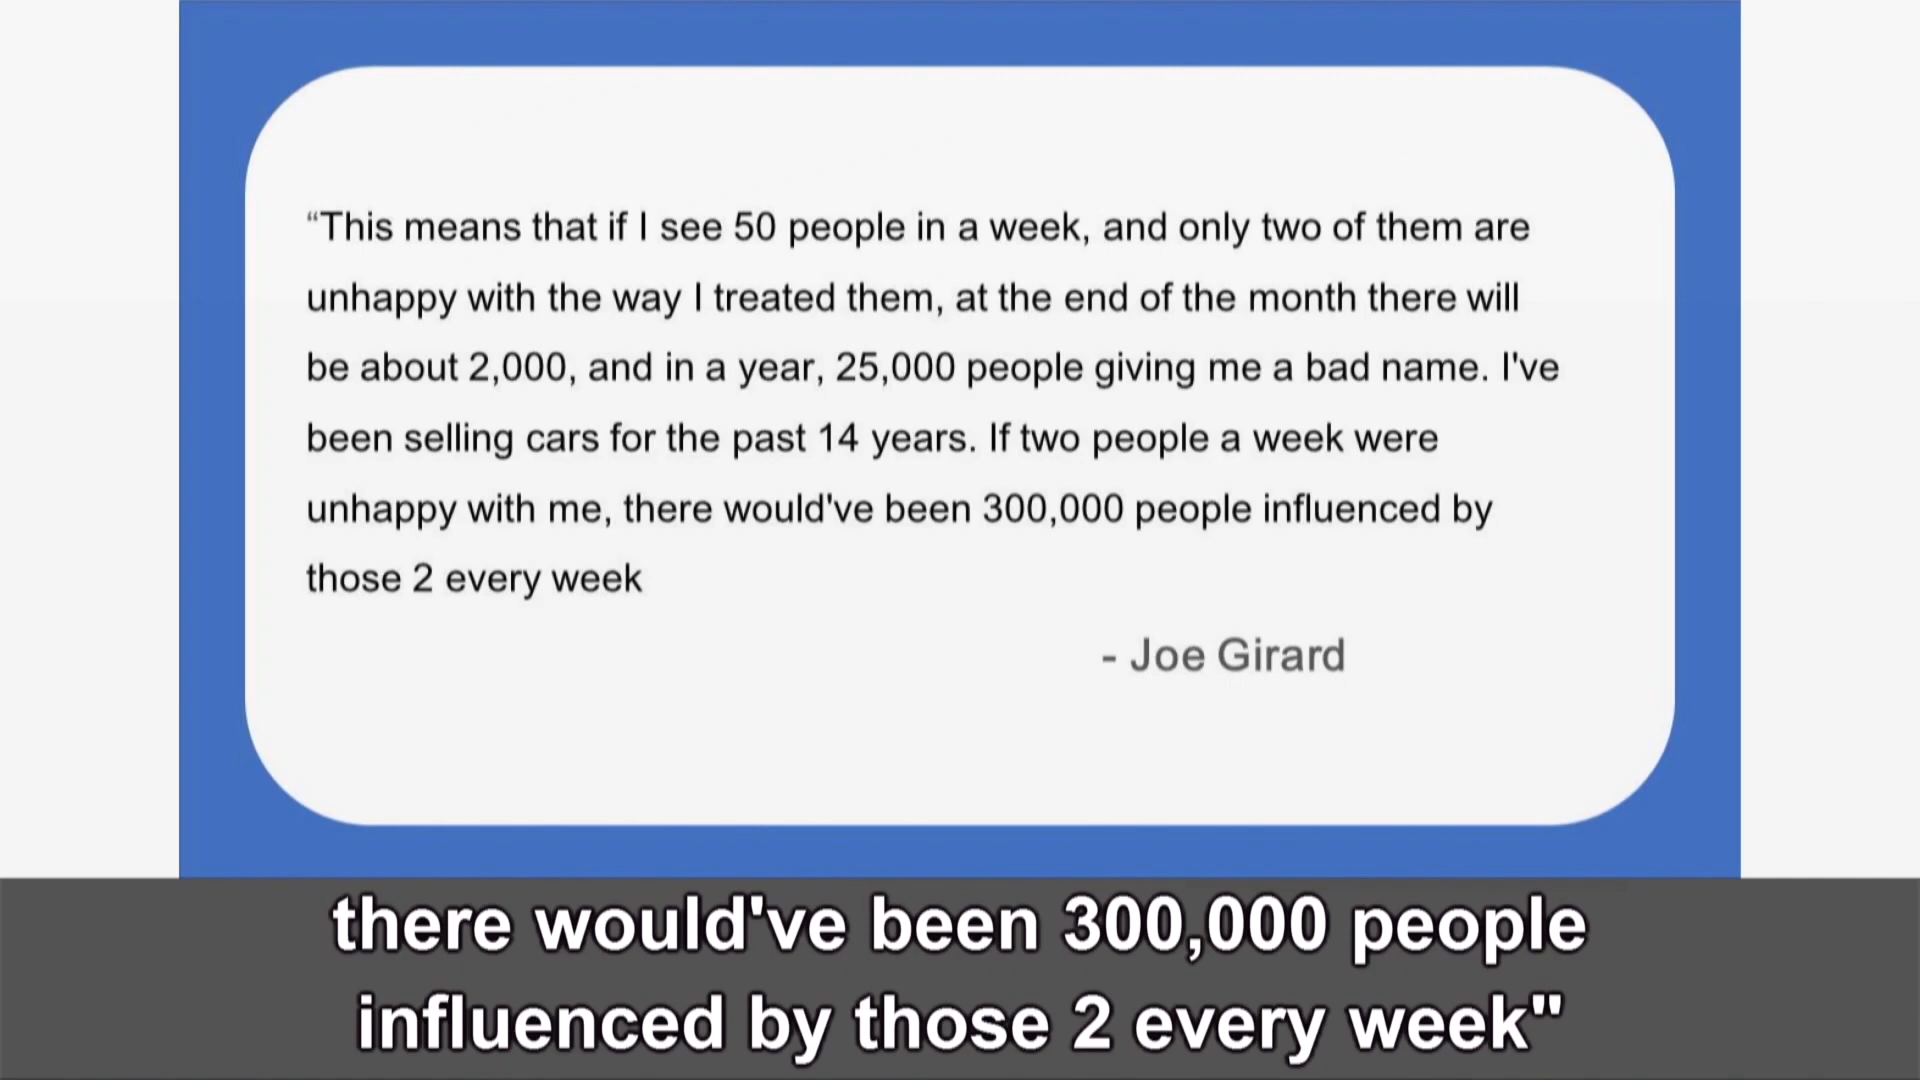 “This means that if I see 50 people in a week, and only two of them are
unhappy with the way I treated them, at the end of the month there will
be about 2,000, and in a year, 25,000 people giving me a bad name. I've
been selling cars for the past 14 years. If two people a week were
unhappy with me, there would've been 300,000 people influenced by
those 2 every week
- Joe Girard
there would've been 300,000 people
influenced by those 2 every week"